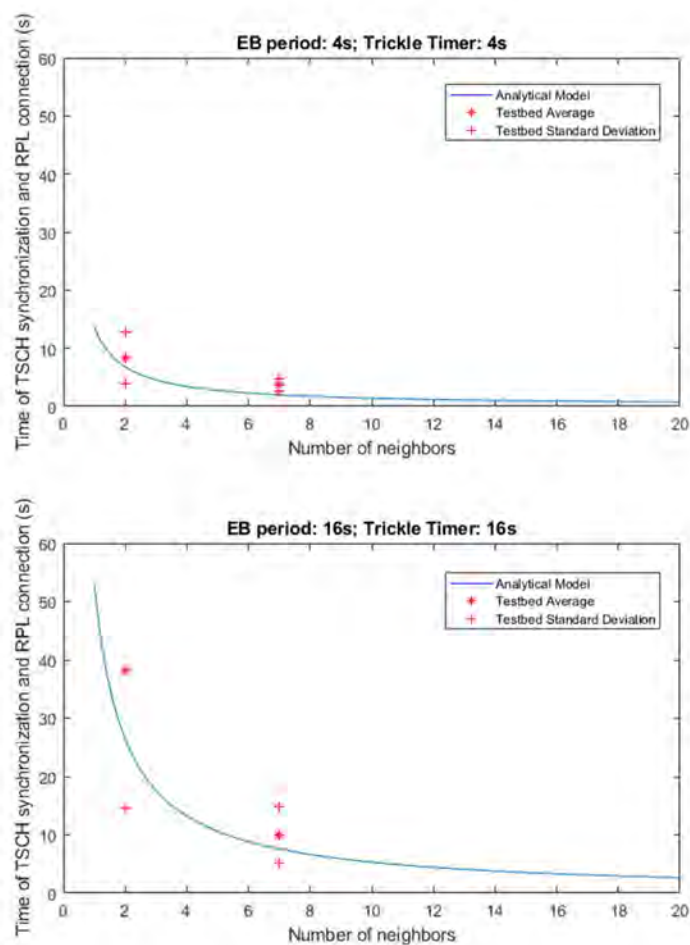 EB period: 4s; Trickle Timer: 4s
Time of TSCH synchronization and RPL connection (s)
60
50
40
30
20
10
0
Analytical Model
Testbed Average
Testbed Standard Deviation
0 2 4 6 8 10 12 14 16 18 20
Number of neighbors
EB period: 16s; Trickle Timer: 16s
Time of TSCH synchronization and RPL connection (s)
60
50
40
30
20
10
0
Analytical Model
Testbed Average
Testbed Standard Deviation
0 2 4 6 8 10 12 14 16 18 20
Number of neighbors